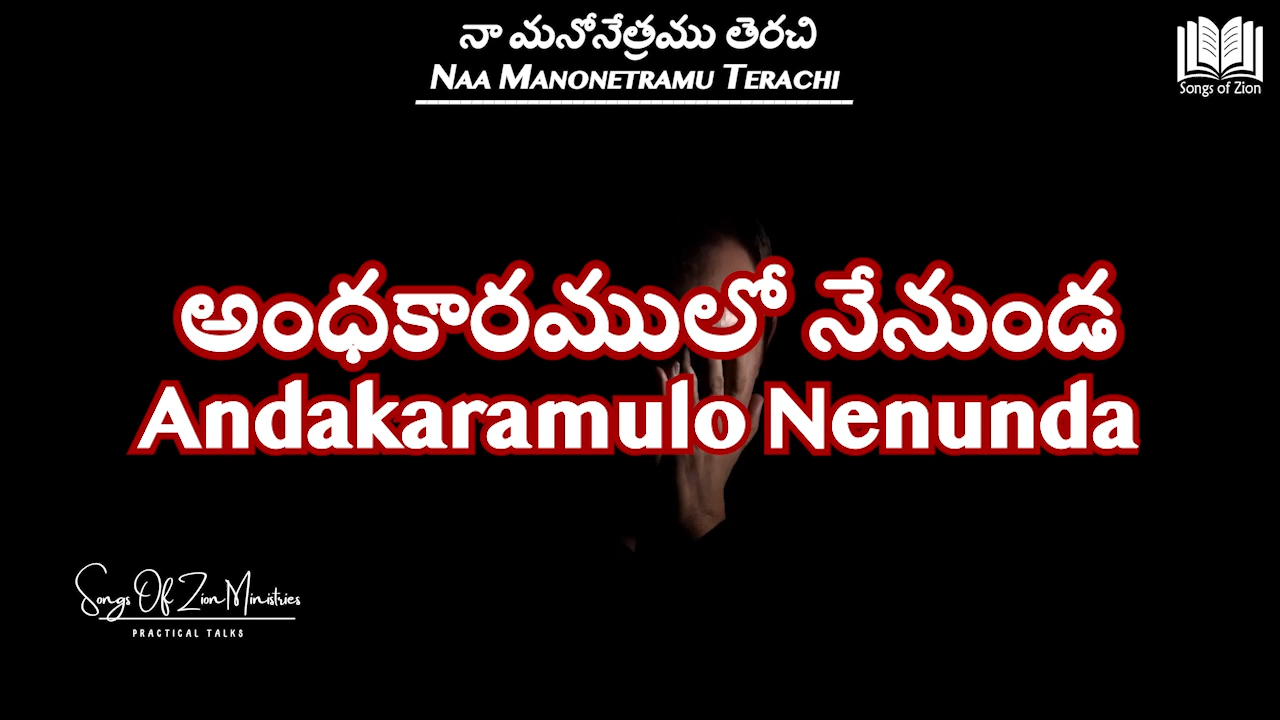 నా మనోనేత్రము తెరచి
NAA MANONETRAMU TERACHI
Songs of Zion
అంధకారములో నేనుండ
Andakaramulo Nenunda
Songs Of Zion Ministries
PRACTICAL TALKS